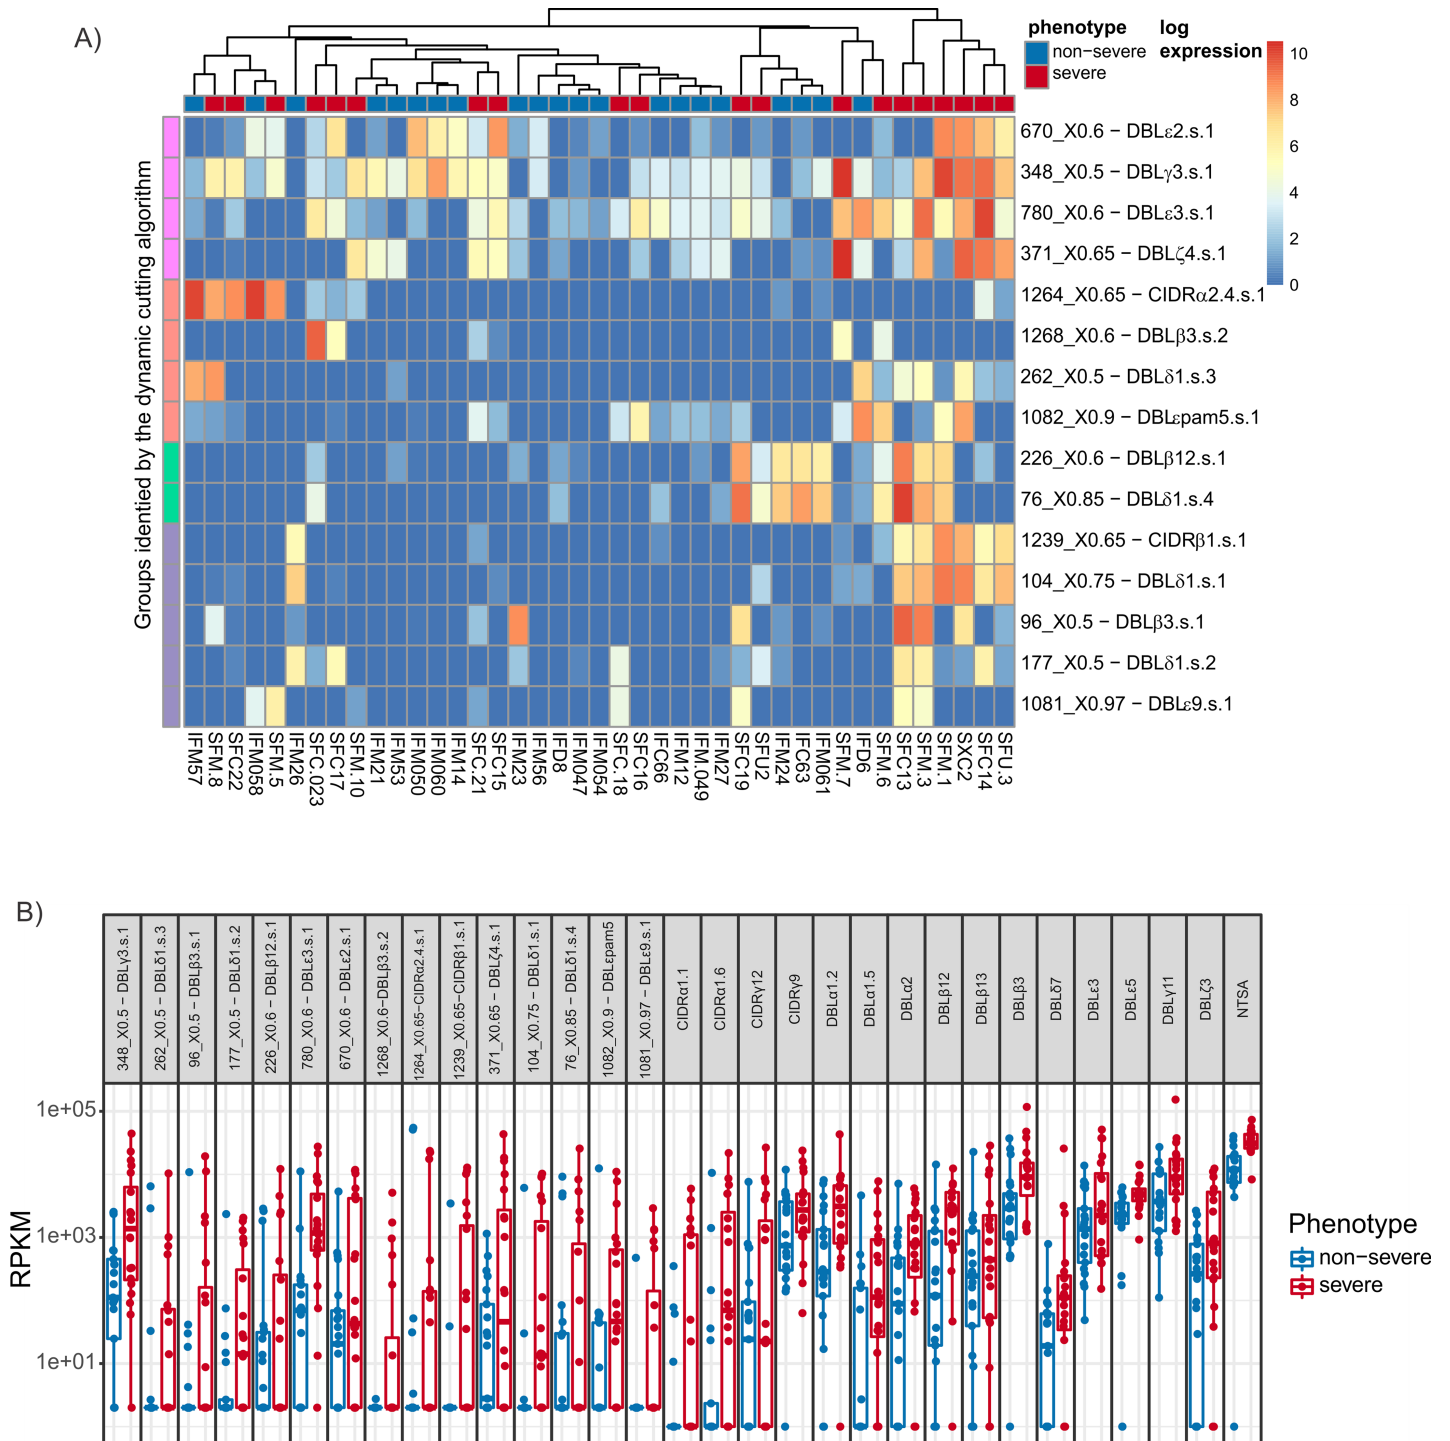 A)
phenotype
non-severe
severe
log
expression
10
8
6
4
2
0
Groups identied by the dynamic cutting algorithm
670_X0.6 − DBLε2.s.1
348_X0.5 − DBLγ3.s.1
780_X0.6 − DBLε3.s.1
371_X0.65 − DBLζ4.s.1
1264_X0.65 − CIDRα2.4.s.1
1268_X0.6 − DBLβ3.s.2
262_X0.5 − DBLδ1.s.3
1082_X0.9 − DBLεpam5.s.1
226_X0.6 − DBLβ12.s.1
76_X0.85 − DBLδ1.s.4
1239_X0.65 − CIDRβ1.s.1
104_X0.75 − DBLδ1.s.1
96_X0.5 − DBLβ3.s.1
177_X0.5 − DBLδ1.s.2
1081_X0.97 − DBLε9.s.1
IFM57
SFM.8
SFC22
IFM058
SFM.5
IFM26
SFC.023
SFC17
SFM.10
IFM21
IFM53
IFM050
IFM060
IFM14
SFC.21
SFC15
IFM23
IFM56
IFD8
IFM047
IFM054
SFC.18
SFC16
IFC66
IFM12
IFM.049
IFM27
SFC19
SFU2
IFM24
IFC63
IFM061
SFM.7
IFD6
SFM.6
SFC13
SFM.3
SFM.1
SXC2
SFC14
SFU.3
B)
348_X0.5 − DBLγ3.s.1
262_X0.5 − DBLδ1.s.3
96_X0.5 − DBLβ3.s.1
177_X0.5 − DBLδ1.s.2
226_X0.6 − DBLβ12.s.1
780_X0.6 − DBLε3.s.1
670_X0.6 − DBLε2.s.1
1268_X0.6−DBLβ3.s.2
1264_X0.65−CIDRα2.4.s.1
1239_X0.65−CIDRβ1.s.1
371_X0.65 − DBLζ4.s.1
104_X0.75 − DBLδ1.s.1
76_X0.85 − DBLδ1.s.4
1082_X0.9 − DBLεpam5
1081_X0.97 − DBLε9.s.1
CIDRα1.1
CIDRα1.6
CIDRγ12
CIDRγ9
DBLα1.2
DBLα1.5
DBLα2
DBLβ12
DBLβ13
DBLβ3
DBLδ7
DBLε3
DBLε5
DBLγ11
DBLζ3
NTSA
RPKM
1e+05
1e+03
1e+01
Phenotype
non−severe
severe